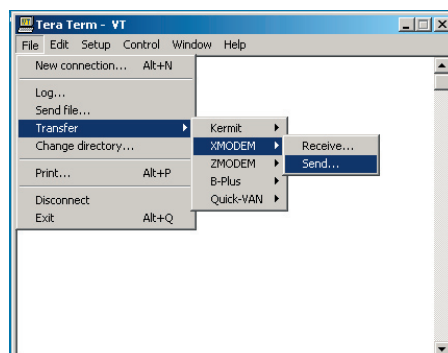 Tera Term - VT
File Edit Setup Control Window Help
New connection... Alt+N
Log...
Send file...
Transfer
Change directory...
Print... Alt+P
Disconnect
Exit Alt+Q
Kermit
XMODEM
ZMODEM
B-Plus
Quick-VAN
Receive...
Send...